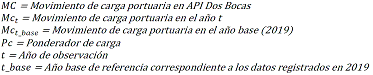 MC = Movimiento de carga portuaria en API Dos Bocas
Mc_t = Movimiento de carga portuaria en el año t
Mc_t_base = Movimiento de carga portuaria en el año base (2019)
Pc = Ponderador de carga
t = Año de observación
t_base = Año base de referencia correspondiente a los datos registrados en 2019